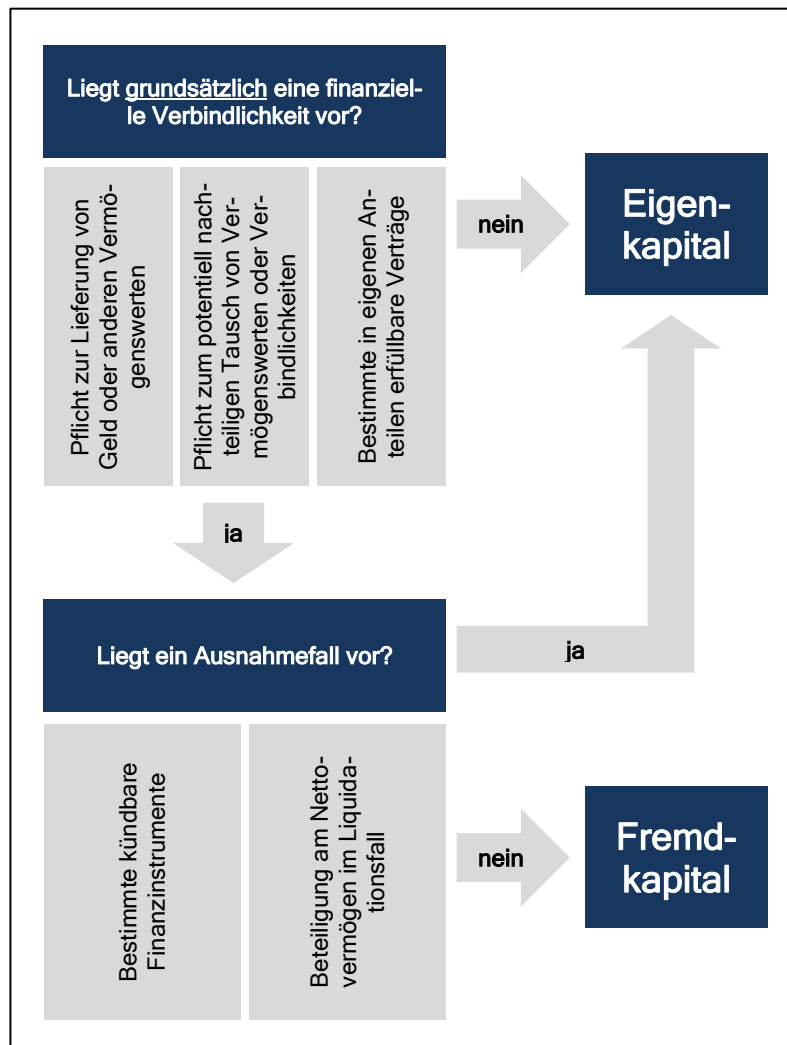 Liegt grundsätzlich eine finanziel-
le Verbindlichkeit vor?
Pflicht zur Lieferung von
Geld oder anderen Vermö-
genswerten
Pflicht zum potentiell nach-
teiligen Tausch von Ver-
mögenswerten oder Ver-
bindlichkeiten
Bestimmte in eigenen An-
teilen erfüllbare Verträge
nein
Eigen-
kapital
ja
Liegt ein Ausnahmefall vor?
ja
Bestimmte kündbare
Finanzinstrumente
Beteiligung am Netto-
vermögen im Liquida-
tionsfall
nein
Fremd-
kapital